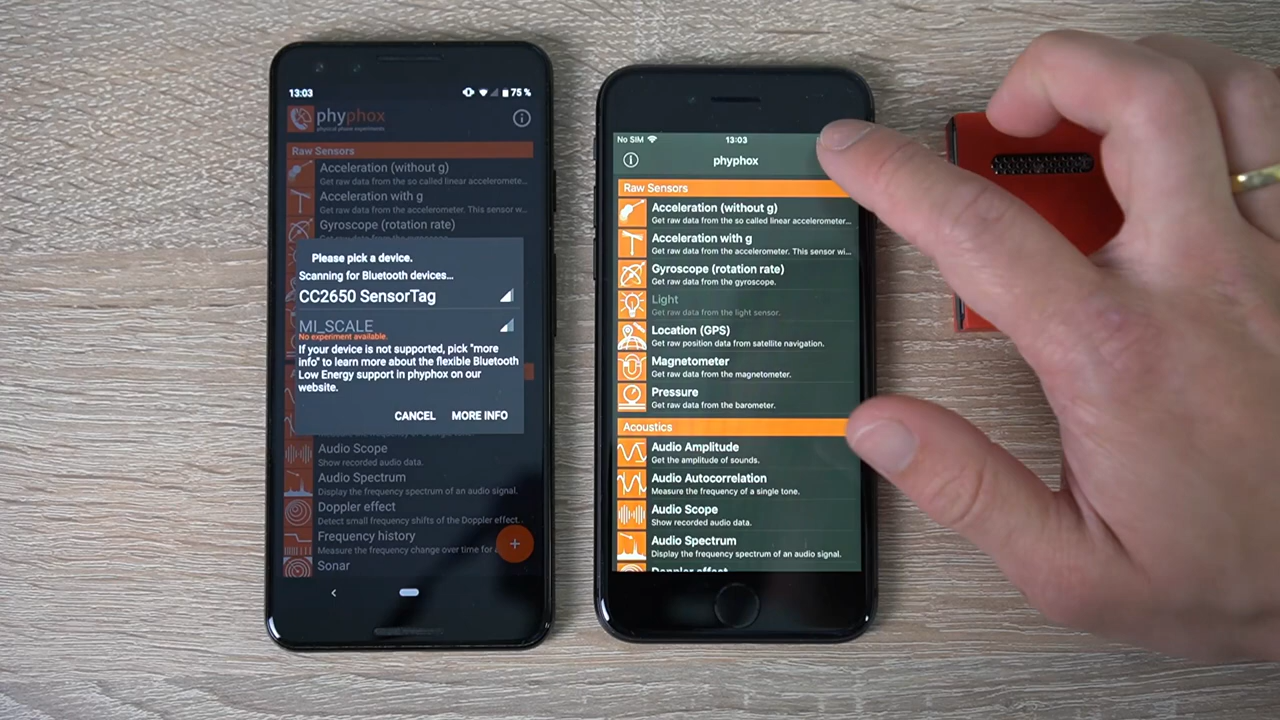 13:03
75 %
phyphox
physical phone experiments
Raw Sensors
Acceleration (without g)
Get raw data from the so called linear acceleromete...
Acceleration with g
Get raw data from the accelerometer. This sensor w...
Gyroscope (rotation rate)
Please pick a device.
Scanning for Bluetooth devices...
CC2650 SensorTag
MI_SCALE
No experiment available.
If your device is not supported, pick "more
info" to learn more about the flexible Bluetooth
Low Energy support in phyphox on our
website.
CANCEL MORE INFO
Audio Scope
Show recorded audio data.
Audio Spectrum
Display the frequency spectrum of an audio signal.
Doppler effect
Detect small frequency shifts of the Doppler effect.
Frequency history
Measure the frequency change over time for
Sonar
+
No SIM
13:03
phyphox
Raw Sensors
Acceleration (without g)
Get raw data from the so called linear accelerometer...
Acceleration with g
Get raw data from the accelerometer. This sensor wi...
Gyroscope (rotation rate)
Get raw data from the gyroscope.
Light
Get raw data from the light sensor.
Location (GPS)
Get raw position data from satellite navigation.
Magnetometer
Get raw data from the magnetometer.
Pressure
Get raw data from the barometer.
Acoustics
Audio Amplitude
Get the amplitude of sounds.
Audio Autocorrelation
Measure the frequency of a single tone.
Audio Scope
Show recorded audio data.
Audio Spectrum
Display the frequency spectrum of an audio signal.
Doppler effect